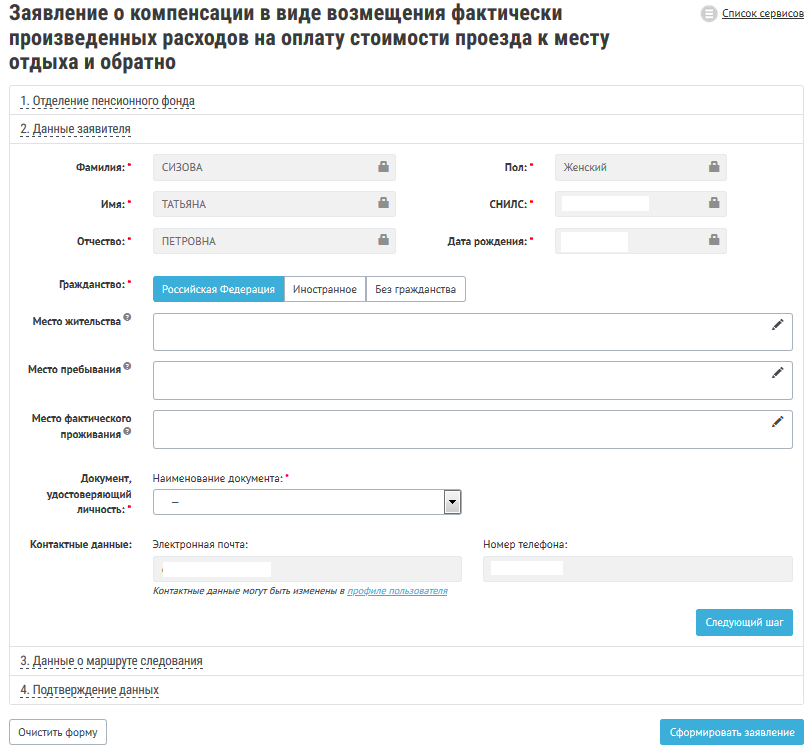 Заявление о компенсации в виде возмещения фактически
произведенных расходов на оплату стоимости проезда к месту
отдыха и обратно
Список сервисов
1. Отделение пенсионного фонда
2. Данные заявителя
Фамилия: * СИЗОВА
Пол: * Женский
Имя: * ТАТЬЯНА
СНИЛС: *
Отчество: * ПЕТРОВНА
Дата рождения: *
Гражданство: * Российская Федерация Иностранное Без гражданства
Место жительства ?
Место пребывания ?
Место фактического
проживания ?
Документ,
удостоверяющий
личность: *
Наименование документа: *
—
Контактные данные:
Электронная почта:
Номер телефона:
Контактные данные могут быть изменены в профиле пользователя
Следующий шаг
3. Данные о маршруте следования
4. Подтверждение данных
Очистить форму
Сформировать заявление